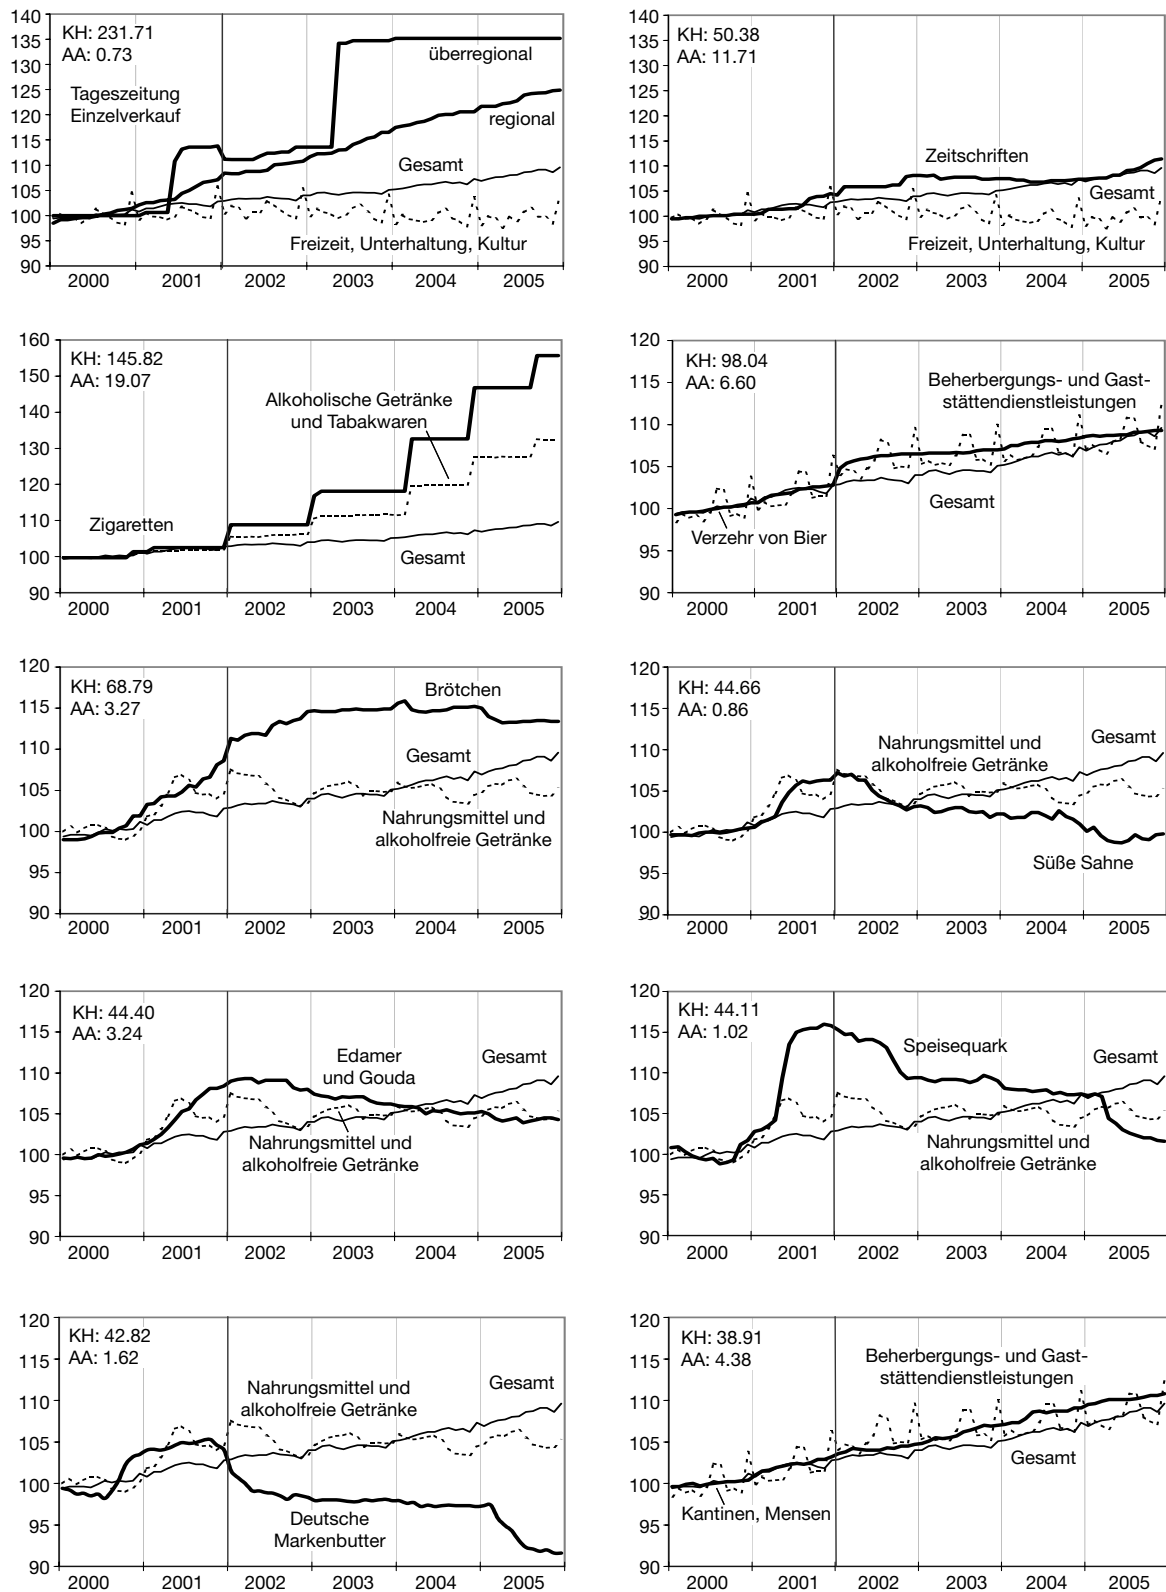 140
135
130
125
120
115
110
105
100
95
90
KH: 231.71
AA: 0.73
Tageszeitung
Einzelverkauf
überregional
regional
Gesamt
Freizeit, Unterhaltung, Kultur
2000 2001 2002 2003 2004 2005
140
135
130
125
120
115
110
105
100
95
90
KH: 50.38
AA: 11.71
Zeitschriften
Gesamt
Freizeit, Unterhaltung, Kultur
2000 2001 2002 2003 2004 2005
160
150
140
130
120
110
100
90
KH: 145.82
AA: 19.07
Alkoholische Getränke
und Tabakwaren
Zigaretten
Gesamt
2000 2001 2002 2003 2004 2005
120
115
110
105
100
95
90
KH: 98.04
AA: 6.60
Beherbergungs- und Gast-
stättendienstleistungen
Gesamt
Verzehr von Bier
2000 2001 2002 2003 2004 2005
120
115
110
105
100
95
90
KH: 68.79
AA: 3.27
Brötchen
Gesamt
Nahrungsmittel und
alkoholfreie Getränke
2000 2001 2002 2003 2004 2005
120
115
110
105
100
95
90
KH: 44.66
AA: 0.86
Gesamt
Nahrungsmittel und
alkoholfreie Getränke
Süße Sahne
2000 2001 2002 2003 2004 2005
120
115
110
105
100
95
90
KH: 44.40
AA: 3.24
Edamer
und Gouda
Gesamt
Nahrungsmittel und
alkoholfreie Getränke
2000 2001 2002 2003 2004 2005
120
115
110
105
100
95
90
KH: 44.11
AA: 1.02
Speisequark
Gesamt
Nahrungsmittel und
alkoholfreie Getränke
2000 2001 2002 2003 2004 2005
120
115
110
105
100
95
90
KH: 42.82
AA: 1.62
Gesamt
Nahrungsmittel und
alkoholfreie Getränke
Deutsche
Markenbutter
2000 2001 2002 2003 2004 2005
120
115
110
105
100
95
90
KH: 38.91
AA: 4.38
Beherbergungs- und Gast-
stättendienstleistungen
Gesamt
Kantinen, Mensen
2000 2001 2002 2003 2004 2005